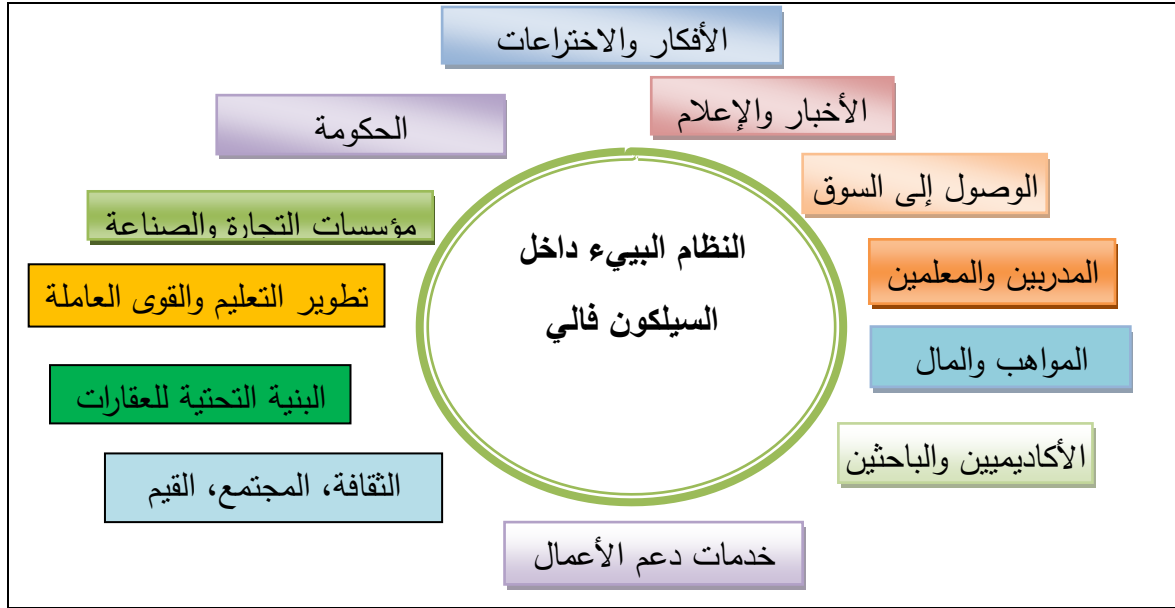 الأفكار والاختراعات
الأخبار والإعلام
الحكومة
الوصول إلى السوق
مؤسسات التجارة والصناعة
النظام البييء داخل
السيلكون فالي
المدربين والمعلمين
تطوير التعليم والقوى العاملة
المواهب والمال
البنية التحتية للعقارات
الأكاديميين والباحثين
الثقافة، المجتمع، القيم
خدمات دعم الأعمال